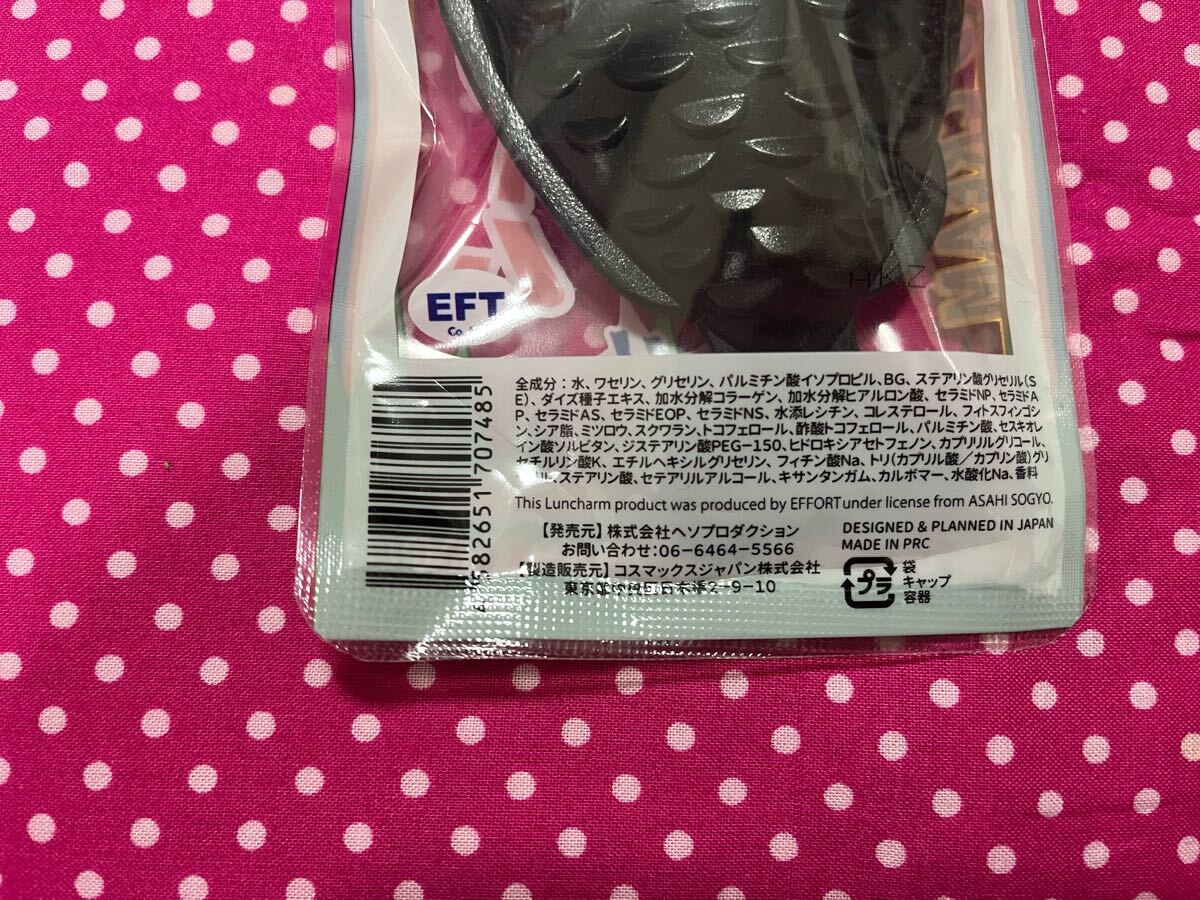 AKZ
EFT
Co
全成分：水、ワセリン、グリセリン、パルミチン酸イソプロピル、BG、ステアリン酸グリセリル(S
E)、ダイズ種子エキス、加水分解コラーゲン、加水分解ヒアルロン酸、セラミドNP、セラミドA
P、セラミドAS、セラミドEOP、セラミドNS、水添レシチン、コレステロール、フィトスフィンゴシ
ン、シア脂、ミツロウ、スクワラン、トコフェロール、酢酸トコフェロール、パルミチン酸、セスキオレ
イン酸ソルビタン、ジステアリン酸PEG-150、ヒドロキシアセトフェノン、カプリリルグリコール、
セチルリン酸K、エチルヘキシルグリセリン、フィチン酸Na、トリ(カプリル酸／カプリン酸)グリ
ル、ステアリン酸、セテアリルアルコール、キサンタンガム、カルボマー、水酸化Na、香料
This Luncharm product was produced by EFFORT under license from ASAHI SOGYO.
【発売元】株式会社ヘソプロダクション
お問い合わせ：06-6464-5566
【製造販売元】コスマックスジャパン株式会社
東京都中央区日本橋2-9-10
DESIGNED & PLANNED IN JAPAN
MADE IN PRC
プラ
袋
キャップ
容器
582651 707485